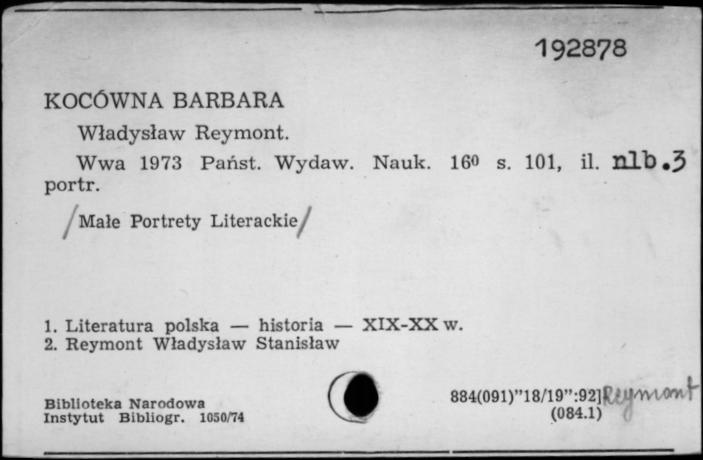 192878
KOCÓWNA BARBARA
Władysław Reymont.
Wwa 1973 Państ. Wydaw. Nauk. 16⁰ s. 101, il. nlb.3
portr.
/Małe Portrety Literackie/
1. Literatura polska — historia — XIX-XX w.
2. Reymont Władysław Stanisław
Biblioteka Narodowa
Instytut Bibliogr. 1050/74
884(091)"18/19":92]Reymont
(084.1)